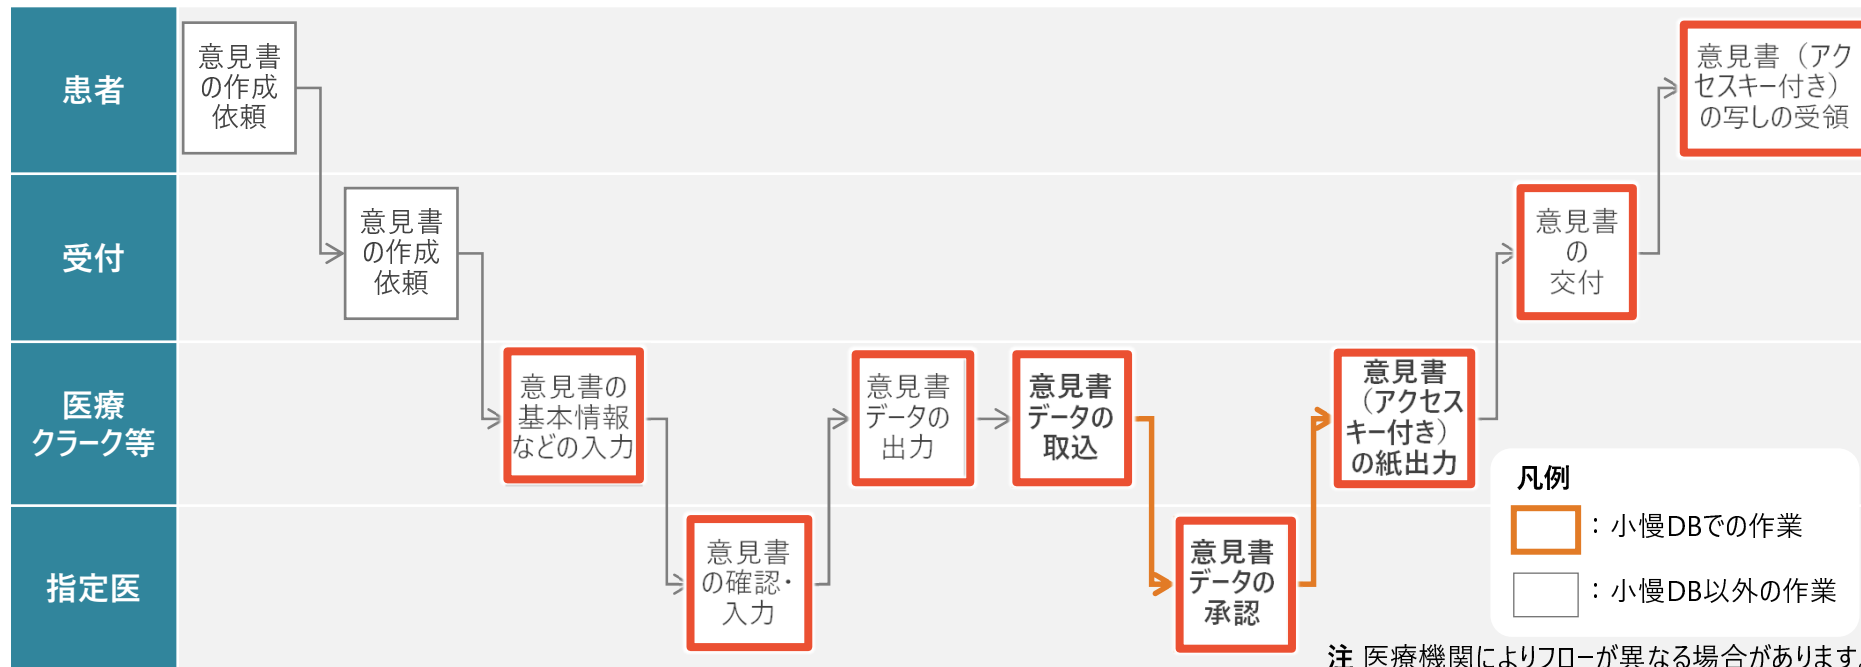 患者
意見書
の作成
依頼
意見書（アク
セスキー付き）
の写しの受領
受付
意見書
の作成
依頼
意見書
の
交付
医療
クラーク等
意見書の
基本情報
などの入力
意見書
データの
出力
意見書
データの
取込
意見書
（アクセス
キー付き）
の紙出力
指定医
意見書
の確認・
入力
意見書
データの
承認
凡例
：小慢DBでの作業
：小慢DB以外の作業
注 医療機関によりフローが異なる場合があります